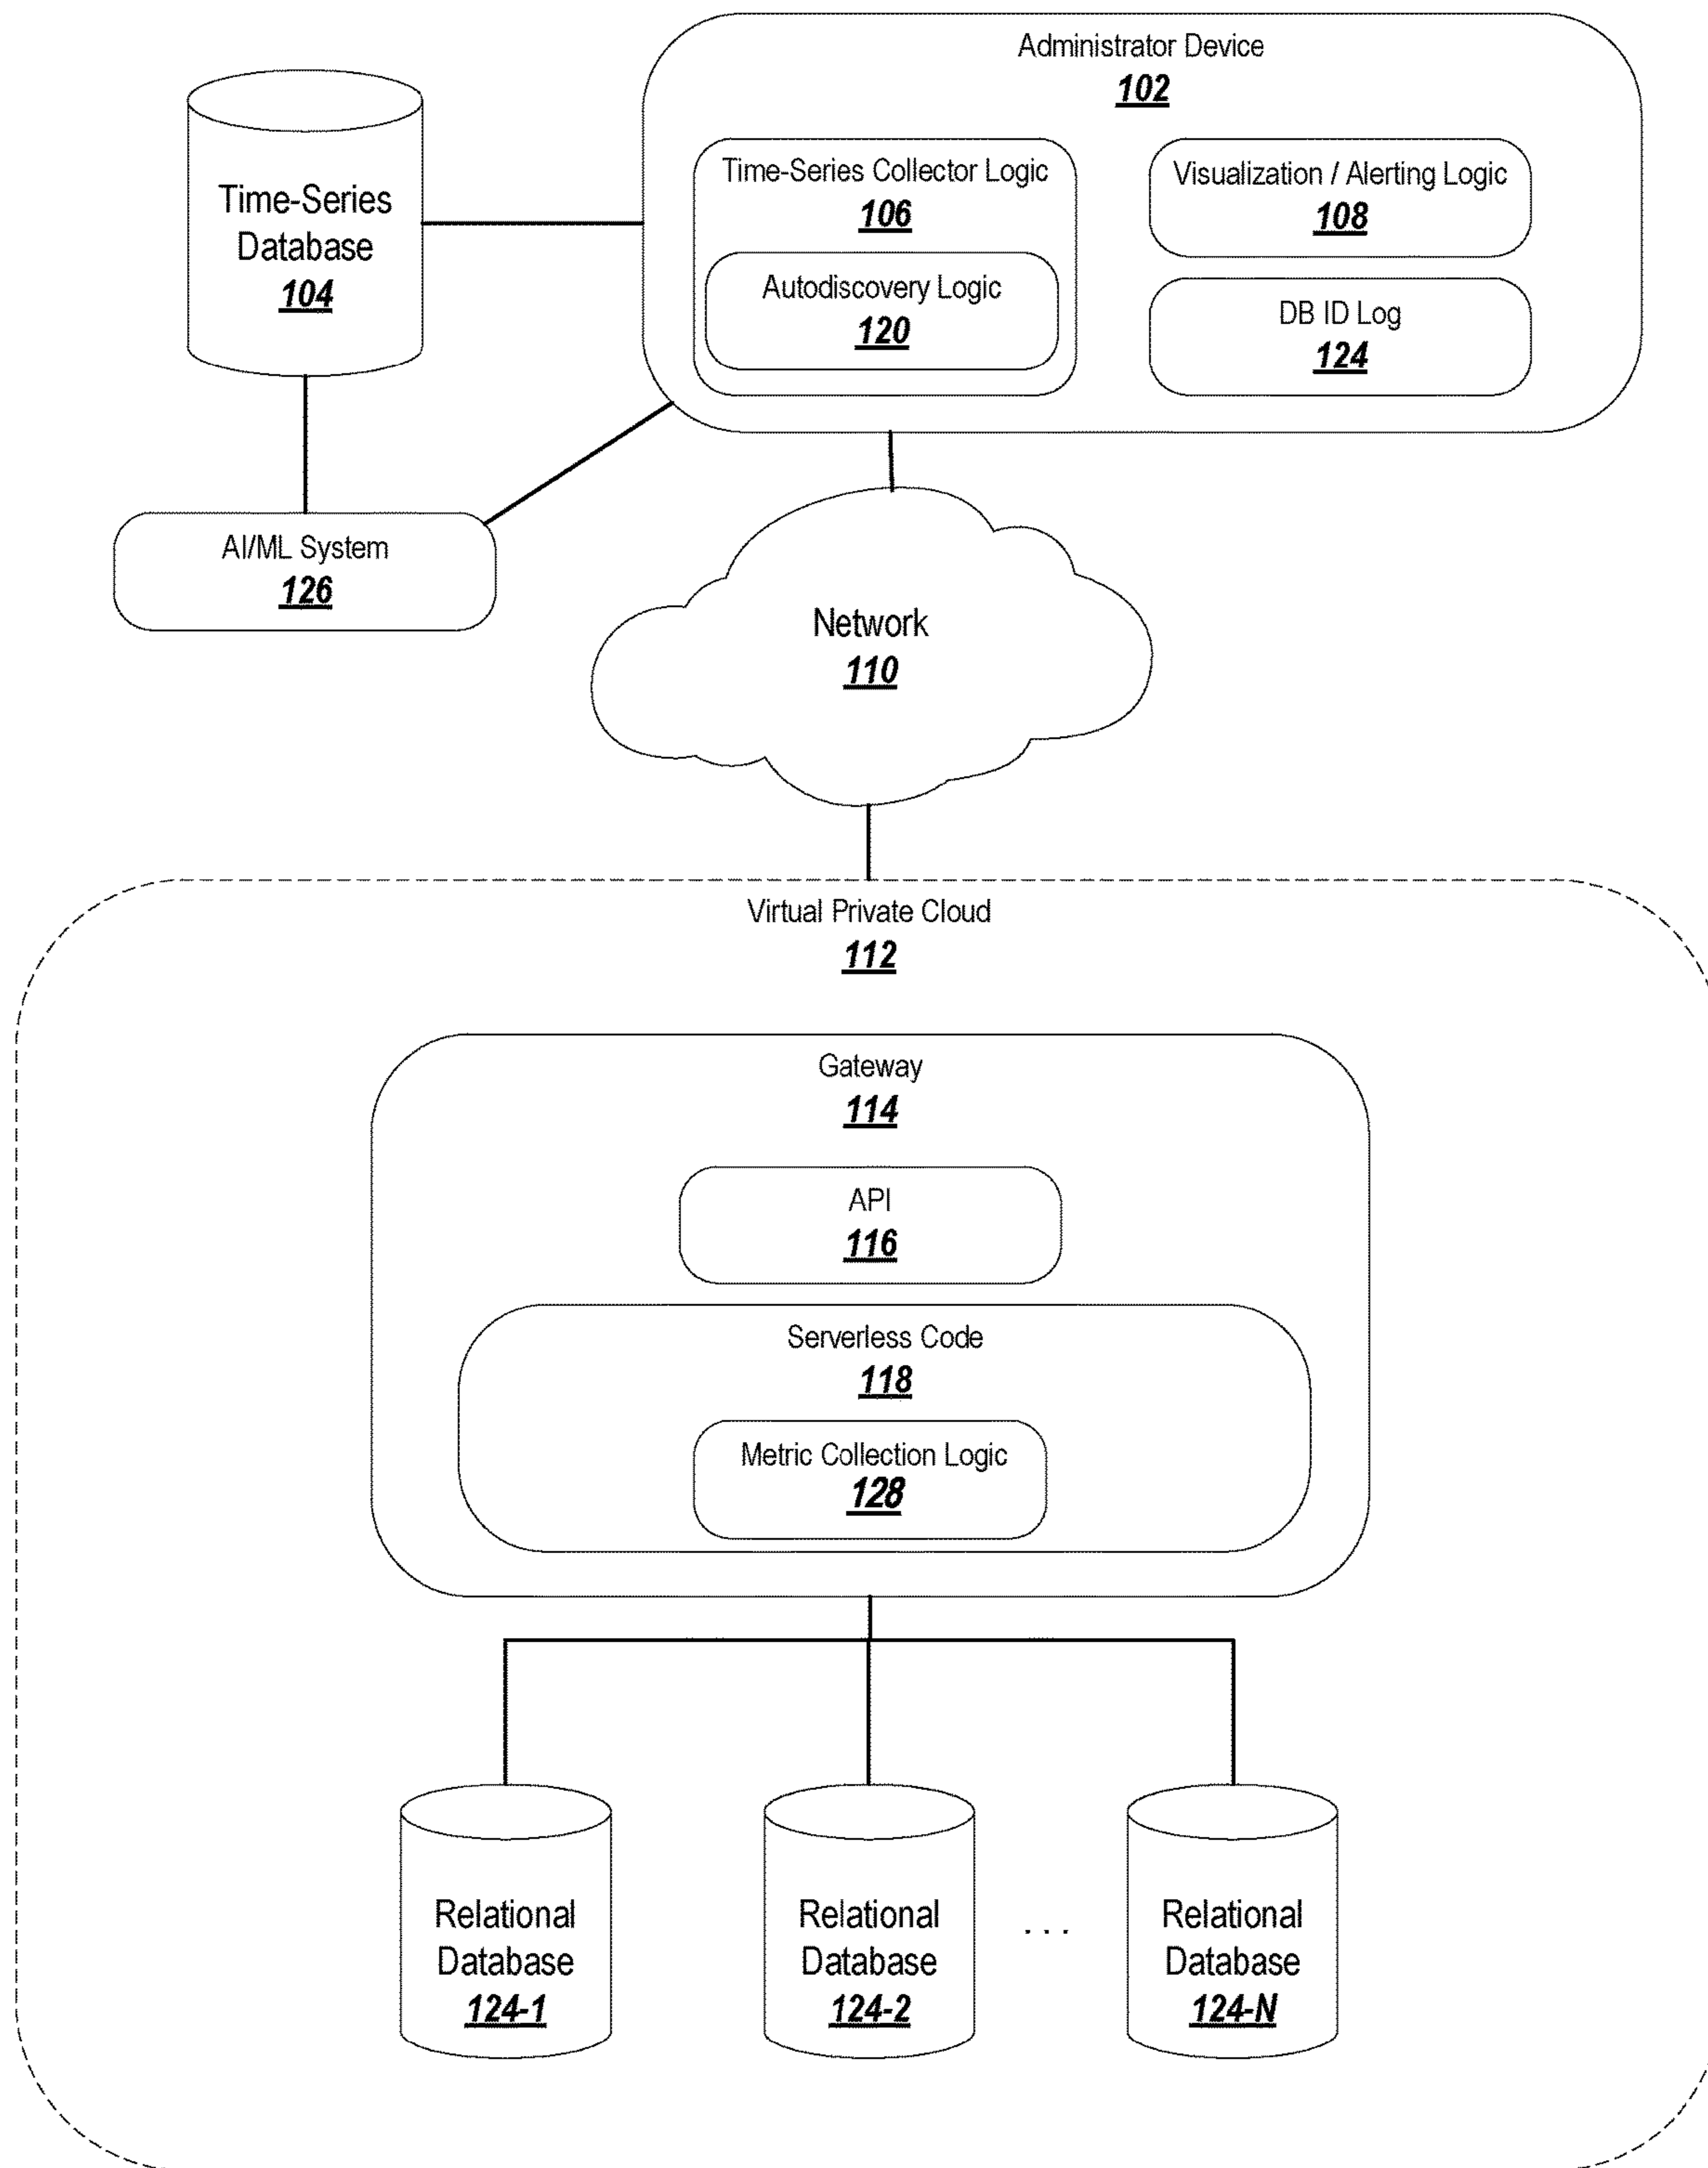 Administrator Device
102
Time-Series
Database
104
Time-Series Collector Logic
106
Autodiscovery Logic
120
Visualization / Alerting Logic
108
DB ID Log
124
AI/ML System
126
Network
110
Virtual Private Cloud
112
Gateway
114
API
116
Serverless Code
118
Metric Collection Logic
128
Relational
Database
124-1
Relational
Database
124-2
. . .
Relational
Database
124-N